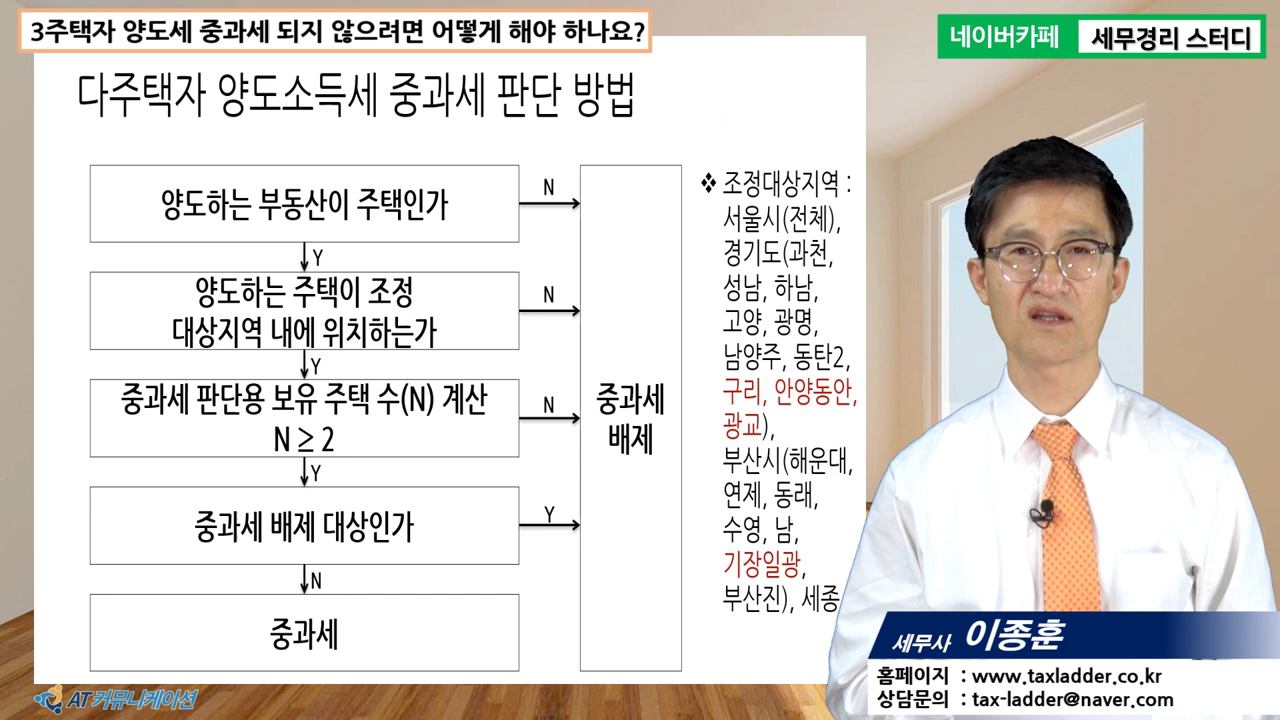 3주택자 양도세 중과세 되지 않으려면 어떻게 해야 하나요?
네이버카페 세무경리 스터디
다주택자 양도소득세 중과세 판단 방법
양도하는 부동산이 주택인가
N
Y
양도하는 주택이 조정
대상지역 내에 위치하는가
N
Y
중과세 판단용 보유 주택 수(N) 계산
N ≥ 2
N
Y
중과세 배제 대상인가
Y
N
중과세
중과세
배제
❖ 조정대상지역 :
서울시(전체),
경기도(과천,
성남, 하남,
고양, 광명,
남양주, 동탄2,
구리, 안양동안,
광교),
부산시(해운대,
연제, 동래,
수영, 남,
기장일광,
부산진), 세종
세무사 이종훈
홈페이지 : www.taxladder.co.kr
상담문의 : tax-ladder@naver.com
AT커뮤니케이션